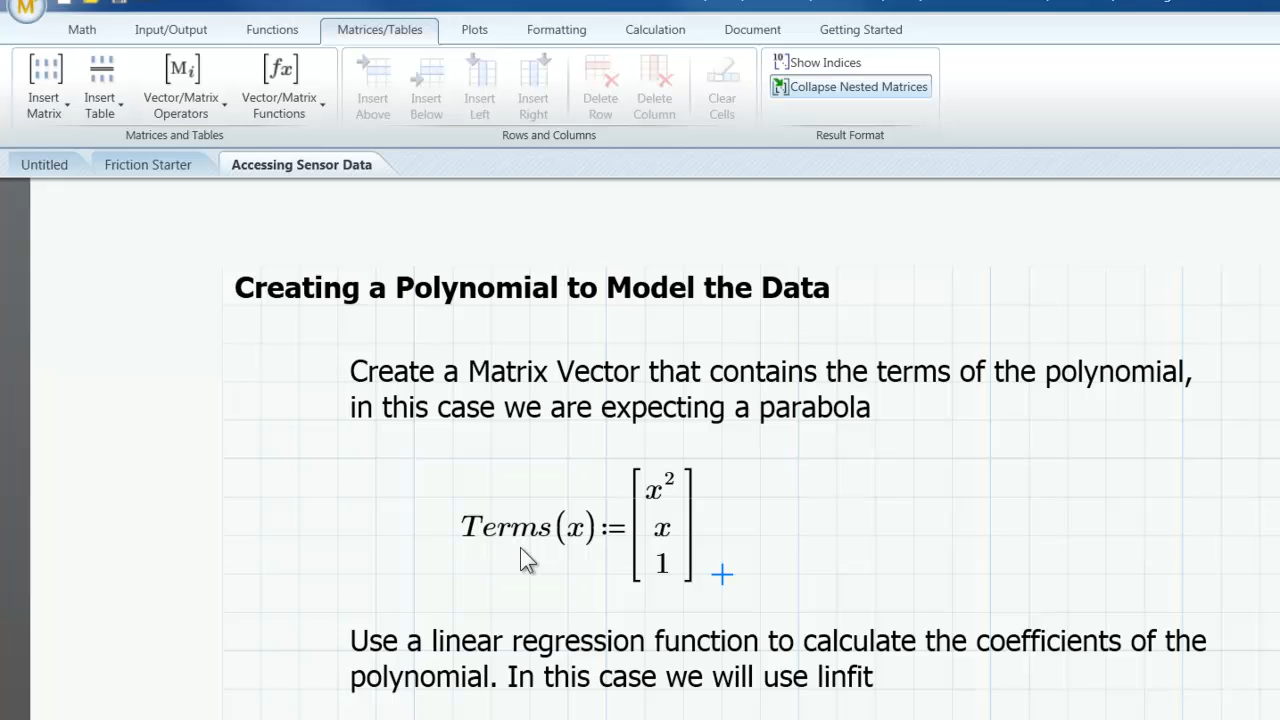 Math Input/Output Functions Matrices/Tables Plots Formatting Calculation Document Getting Started
Insert Matrix Insert Table Vector/Matrix Operators Vector/Matrix Functions Insert Above Insert Below Insert Left Insert Right Delete Row Delete Column Clear Cells
Show Indices
Collapse Nested Matrices
Matrices and Tables Rows and Columns Result Format
Untitled Friction Starter Accessing Sensor Data
Creating a Polynomial to Model the Data
Create a Matrix Vector that contains the terms of the polynomial,
in this case we are expecting a parabola
Terms(x):=[x² x 1]
Use a linear regression function to calculate the coefficients of the
polynomial. In this case we will use linfit